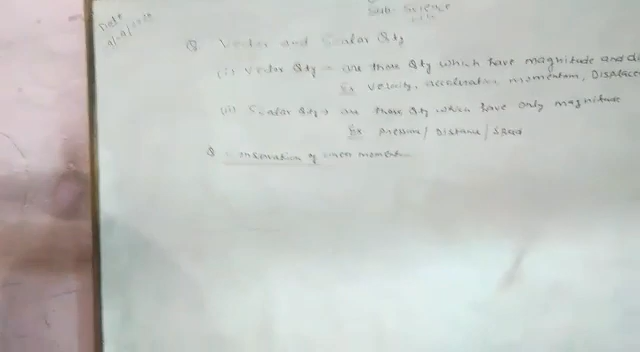 Date
Sub- Science
Q Vector and Scalar Qty
(i) Vector Qty → are those Qty which have magnitude and di
Ex Velocity, acceleration, momentum, Displace
(ii) Scalar Qty → are those Qty which have only magnitude
Ex pressure / Distance / speed
Q Conservation of linear momentum